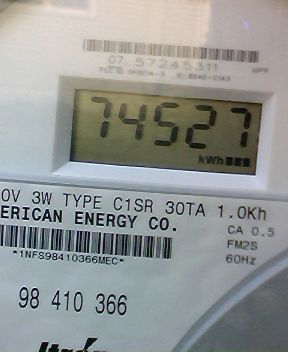 07 57245311
74527
kWh
0V 3W TYPE C1SR 30TA 1.0Kh
ERICAN ENERGY CO.
CA 0.5
*1NFS98410366MEC*
FM2S
60Hz
98 410 366
Itron